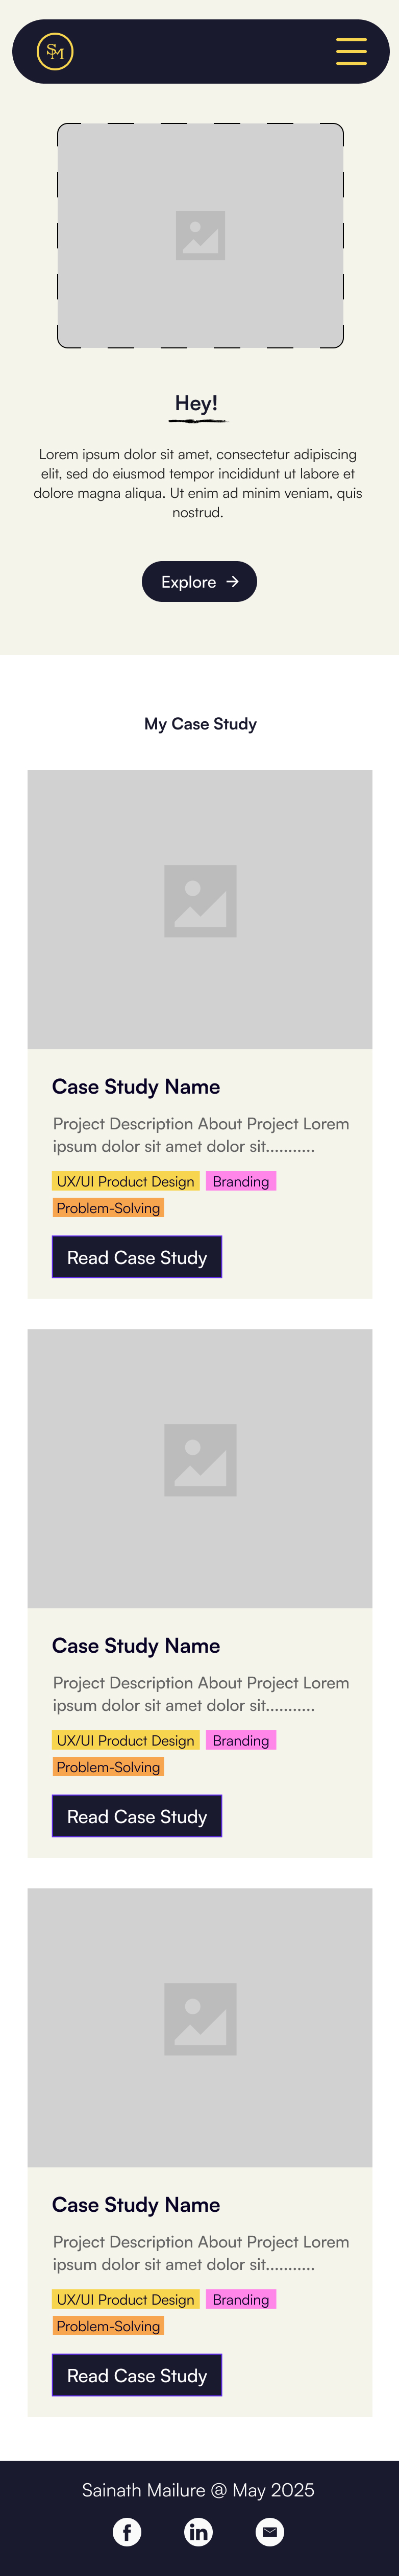 SM
Hey!
Lorem ipsum dolor sit amet, consectetur adipiscing
elit, sed do eiusmod tempor incididunt ut labore et
dolore magna aliqua. Ut enim ad minim veniam, quis
nostrud.
Explore →
My Case Study
Case Study Name
Project Description About Project Lorem
ipsum dolor sit amet dolor sit...........
UX/UI Product Design Branding
Problem-Solving
Read Case Study
Case Study Name
Project Description About Project Lorem
ipsum dolor sit amet dolor sit...........
UX/UI Product Design Branding
Problem-Solving
Read Case Study
Case Study Name
Project Description About Project Lorem
ipsum dolor sit amet dolor sit...........
UX/UI Product Design Branding
Problem-Solving
Read Case Study
Sainath Mailure @ May 2025
f in